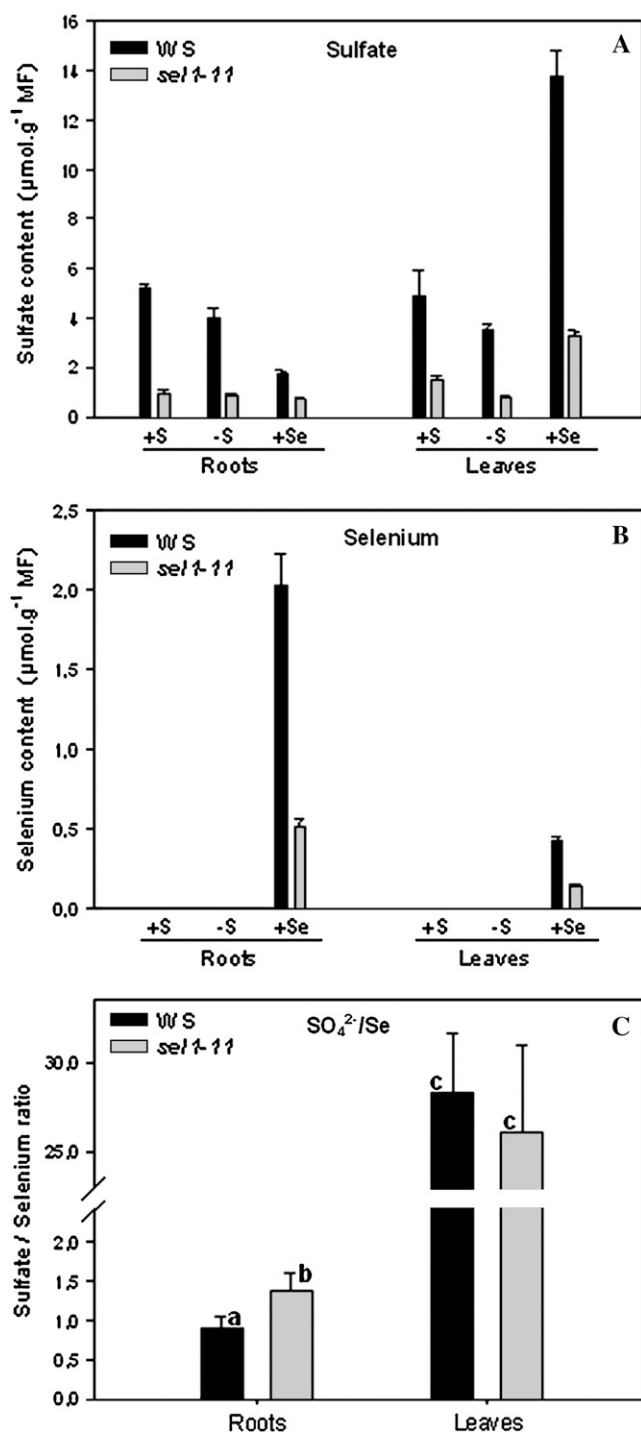 A
Sulfate
WS
sel1-11
Sulfate content (µmol.g⁻¹ MF)
16
14
12
10
8
6
4
2
0
+S -S +Se +S -S +Se
Roots Leaves
B
Selenium
WS
sel1-11
Selenium content (µmol.g⁻¹ MF)
2,5
2,0
1,5
1,0
0,5
0,0
+S -S +Se +S -S +Se
Roots Leaves
C
SO₄²⁻/Se
WS
sel1-11
Sulfate / Selenium ratio
30.0
25.0
2.0
1.5
1.0
0.5
0.0
a b c c
Roots Leaves